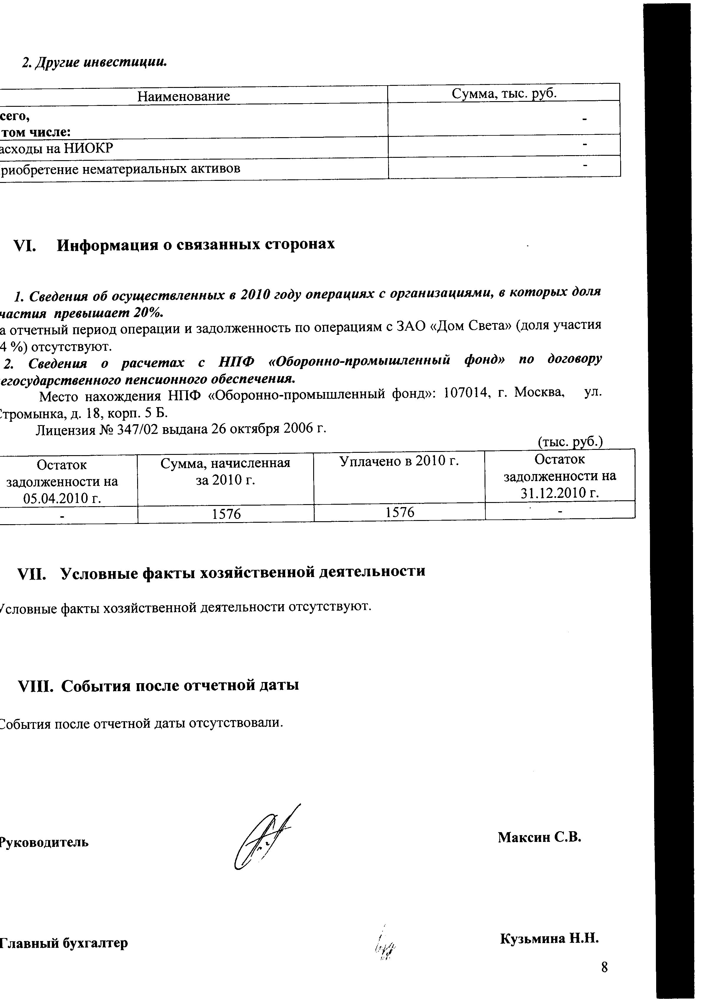 2. Другие инвестиции.
Наименование Сумма, тыс. руб.
сего, -
том числе:
асходы на НИОКР -
риобретение нематериальных активов -
VI. Информация о связанных сторонах
1. Сведения об осуществленных в 2010 году операциях с организациями, в которых доля
частия превышает 20%.
а отчетный период операции и задолженность по операциям с ЗАО «Дом Света» (доля участия
4 %) отсутствуют.
2. Сведения о расчетах с НПФ «Оборонно-промышленный фонд» по договору
егосударственного пенсионного обеспечения.
Место нахождения НПФ «Оборонно-промышленный фонд»: 107014, г. Москва, ул.
Стромынка, д. 18, корп. 5 Б.
Лицензия № 347/02 выдана 26 октября 2006 г.
(тыс. руб.)
Остаток Сумма, начисленная Уплачено в 2010 г. Остаток
задолженности на за 2010 г. задолженности на
05.04.2010 г. 31.12.2010 г.
- 1576 1576 -
VII. Условные факты хозяйственной деятельности
Условные факты хозяйственной деятельности отсутствуют.
VIII. События после отчетной даты
События после отчетной даты отсутствовали.
Руководитель Максин С.В.
Главный бухгалтер Кузьмина Н.Н.
8